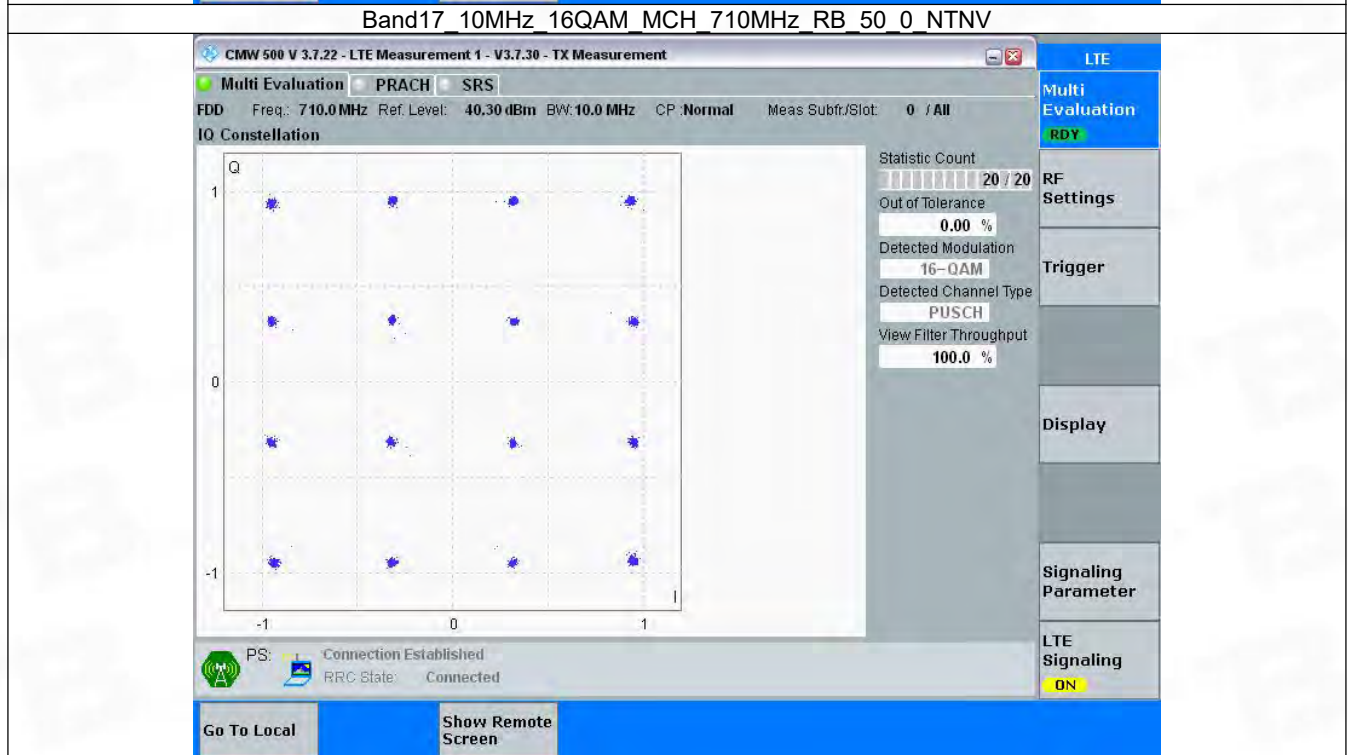 Band17_10MHz_16QAM_MCH_710MHz_RB_50_0_NTNV
CMW 500 V 3.7.22 - LTE Measurement 1 - V3.7.30 - TX Measurement
LTE
Multi Evaluation PRACH SRS
Multi
Evaluation
RDY
FDD Freq.: 710.0 MHz Ref. Level: 40.30 dBm BW: 10.0 MHz CP :Normal Meas Subfr./Slot: 0 / All
IQ Constellation
Q
1
0
-1
-1 0 1
I
Statistic Count
20 / 20
Out of Tolerance
0.00 %
Detected Modulation
16-QAM
Detected Channel Type
PUSCH
View Filter Throughput
100.0 %
RF
Settings
Trigger
Display
Signaling
Parameter
LTE
Signaling
ON
PS: Connection Established
RRC State: Connected
Go To Local
Show Remote
Screen